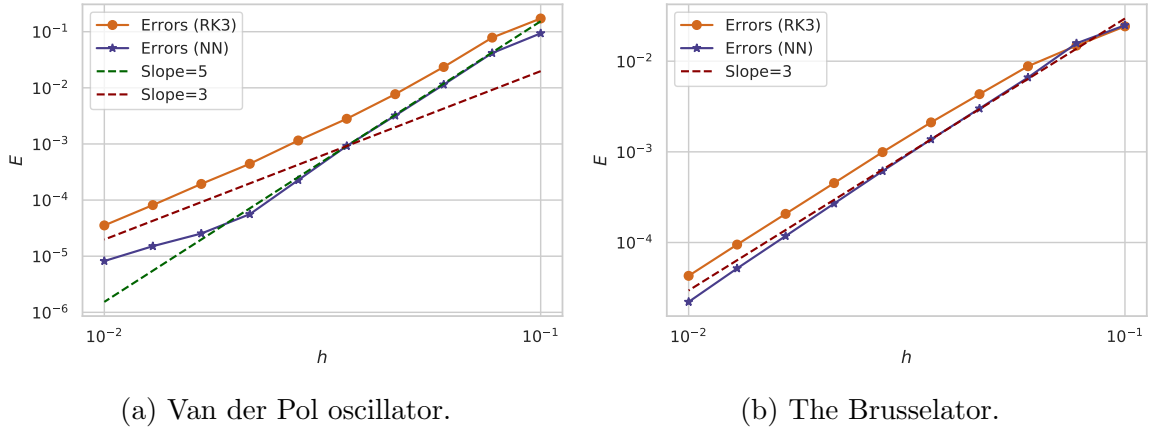 Errors (RK3)
Errors (NN)
Slope=5
Slope=3
10⁻¹
10⁻²
10⁻³
10⁻⁴
10⁻⁵
10⁻⁶
E
10⁻²
10⁻¹
h
(a) Van der Pol oscillator.
Errors (RK3)
Errors (NN)
Slope=3
10⁻²
10⁻³
10⁻⁴
E
10⁻²
10⁻¹
h
(b) The Brusselator.